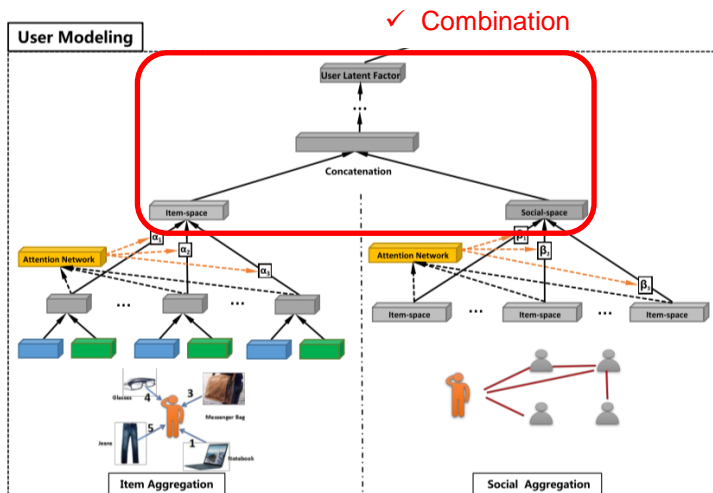 ✓ Combination
User Modeling
User Latent Factor
...
Concatenation
Item-space
Social-space
α₁
α₂
α₃
β₁
β₂
β₃
Attention Network
Attention Network
... ...
Item-space ... Item-space ... Item-space
Glasses
4
3
Messenger Bag
Jeans
5
1
Notebook
Item Aggregation
Social Aggregation